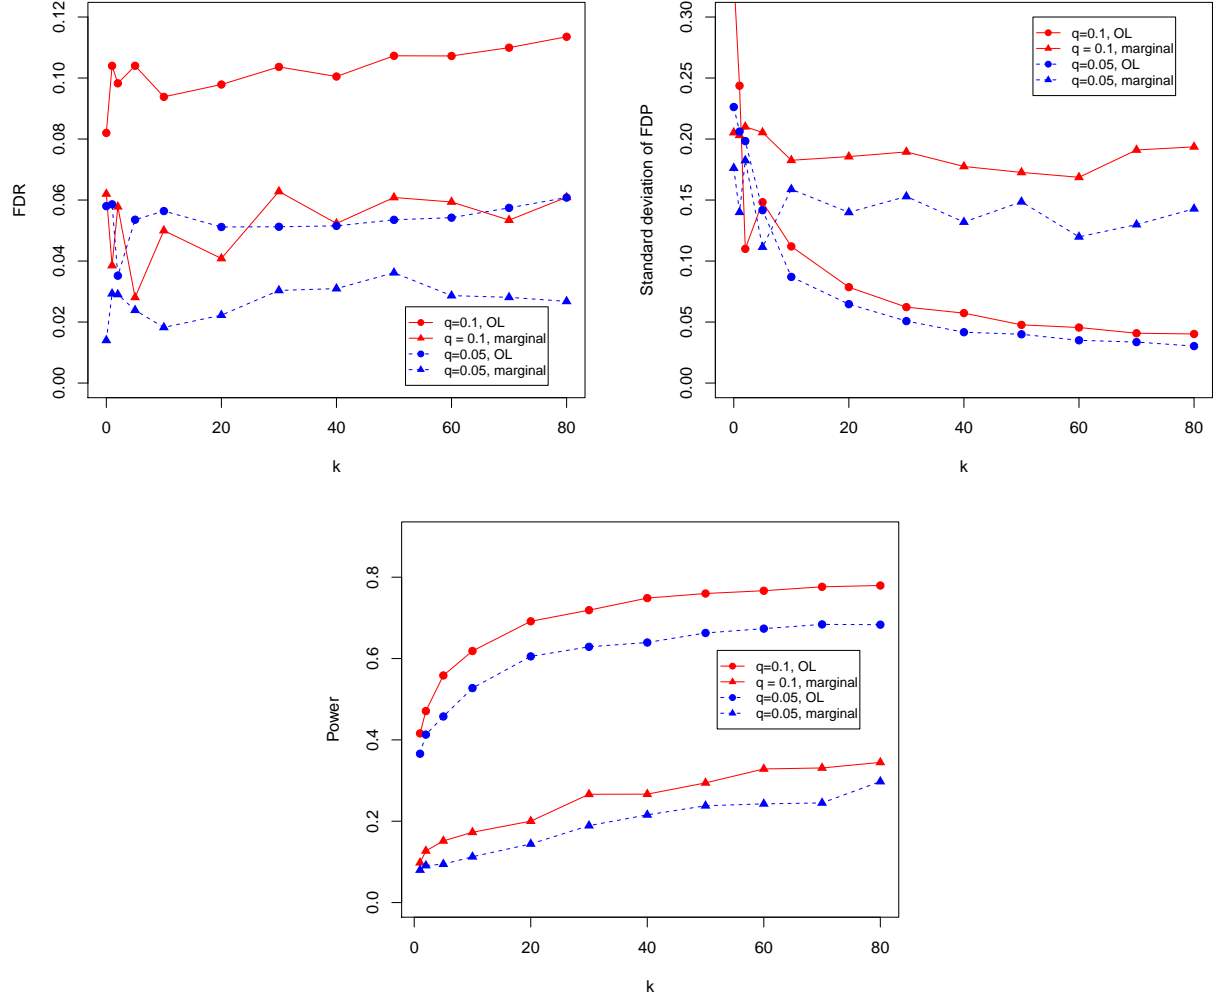 0.12
0.10
0.08
0.06
0.04
0.02
0.00
FDR
q=0.1, OL
q = 0.1, marginal
q=0.05, OL
q=0.05, marginal
0 20 40 60 80
k
0.30
0.25
0.20
0.15
0.10
0.05
0.00
Standard deviation of FDP
q=0.1, OL
q = 0.1, marginal
q=0.05, OL
q=0.05, marginal
0 20 40 60 80
k
0.8
0.6
0.4
0.2
0.0
Power
q=0.1, OL
q = 0.1, marginal
q=0.05, OL
q=0.05, marginal
0 20 40 60 80
k